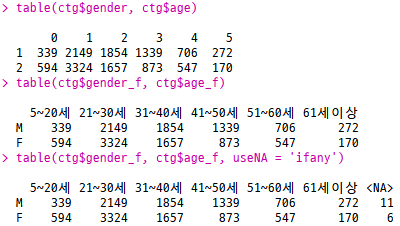 > table(ctg$gender, ctg$age)
0 1 2 3 4 5
1 339 2149 1854 1339 706 272
2 594 3324 1657 873 547 170
> table(ctg$gender_f, ctg$age_f)
5~20세 21~30세 31~40세 41~50세 51~60세 61세이상
M 339 2149 1854 1339 706 272
F 594 3324 1657 873 547 170
> table(ctg$gender_f, ctg$age_f, useNA = 'ifany')
5~20세 21~30세 31~40세 41~50세 51~60세 61세이상 <NA>
M 339 2149 1854 1339 706 272 11
F 594 3324 1657 873 547 170 6